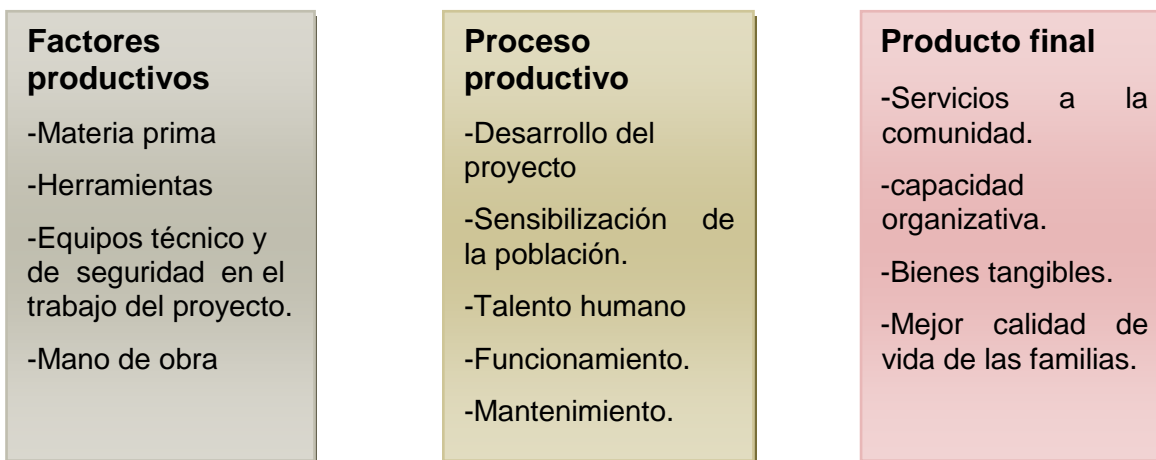 Factores
productivos
-Materia prima
-Herramientas
-Equipos técnico y
de seguridad en el
trabajo del proyecto.
-Mano de obra
Proceso
productivo
-Desarrollo del
proyecto
-Sensibilización de
la población.
-Talento humano
-Funcionamiento.
-Mantenimiento.
Producto final
-Servicios a la
comunidad.
-capacidad
organizativa.
-Bienes tangibles.
-Mejor calidad de
vida de las familias.